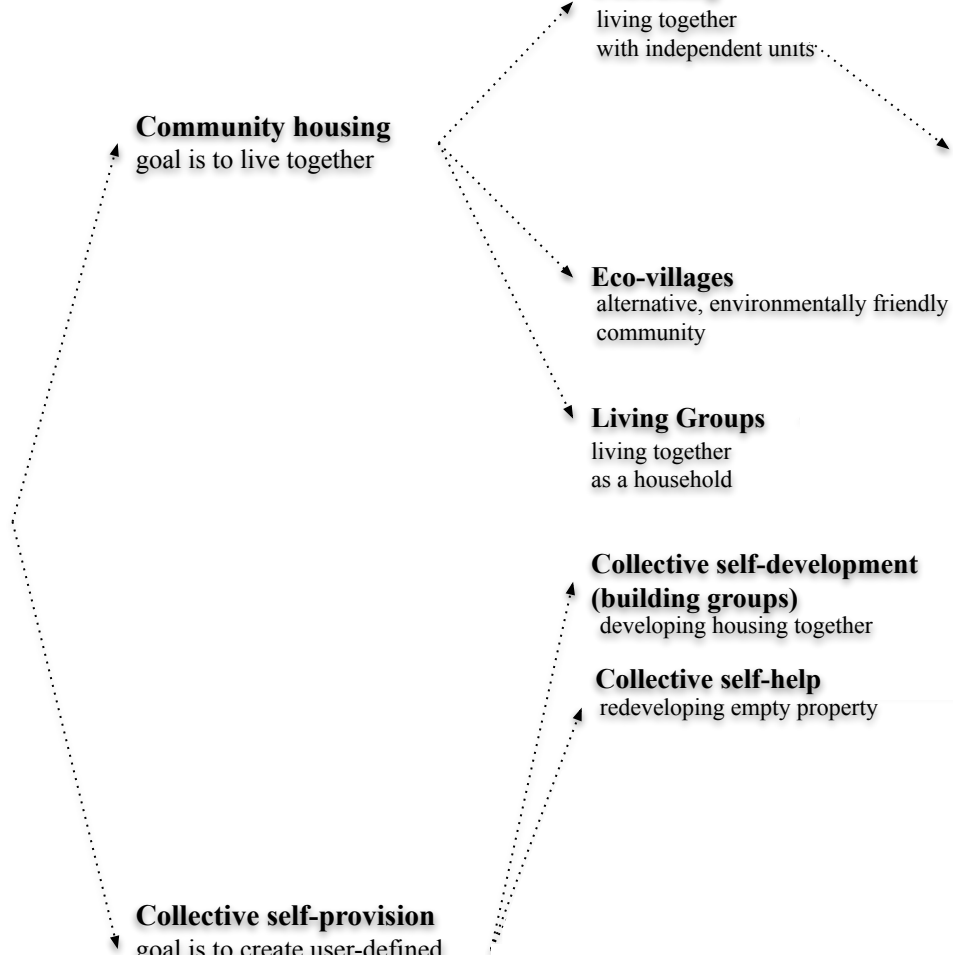 living together
with independent units
Community housing
goal is to live together
Eco-villages
alternative, environmentally friendly
community
Living Groups
living together
as a household
Collective self-development
(building groups)
developing housing together
Collective self-help
redeveloping empty property
Collective self-provision
goal is to create user-defined